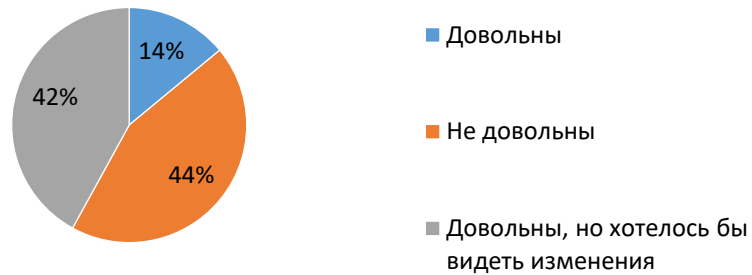 14%
42%
44%
Довольны
Не довольны
Довольны, но хотелось бы
видеть изменения